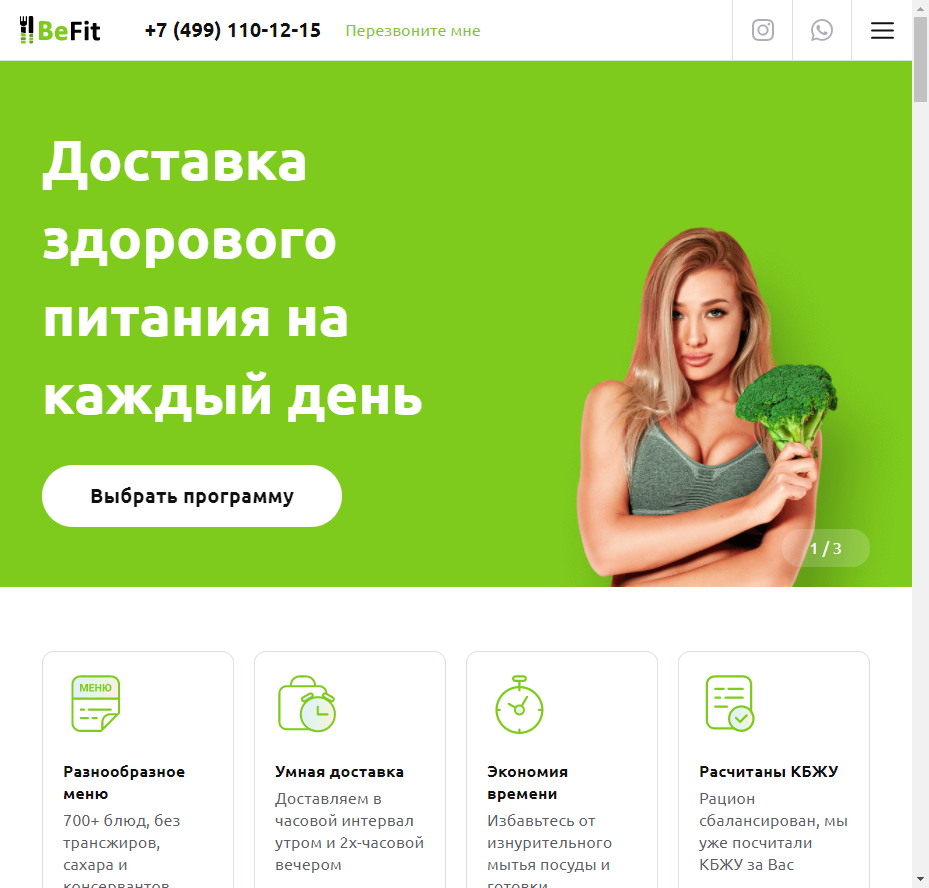 BeFit
+7 (499) 110-12-15
Перезвоните мне
Доставка
здорового
питания на
каждый день
Выбрать программу
1 / 3
МЕНЮ
Разнообразное
меню
700+ блюд, без
трансжиров,
сахара и
консервантов
Умная доставка
Доставляем в
часовой интервал
утром и 2х-часовой
вечером
Экономия
времени
Избавьтесь от
изнурительного
мытья посуды и
готовки
Расчитаны КБЖУ
Рацион
сбалансирован, мы
уже посчитали
КБЖУ за Вас